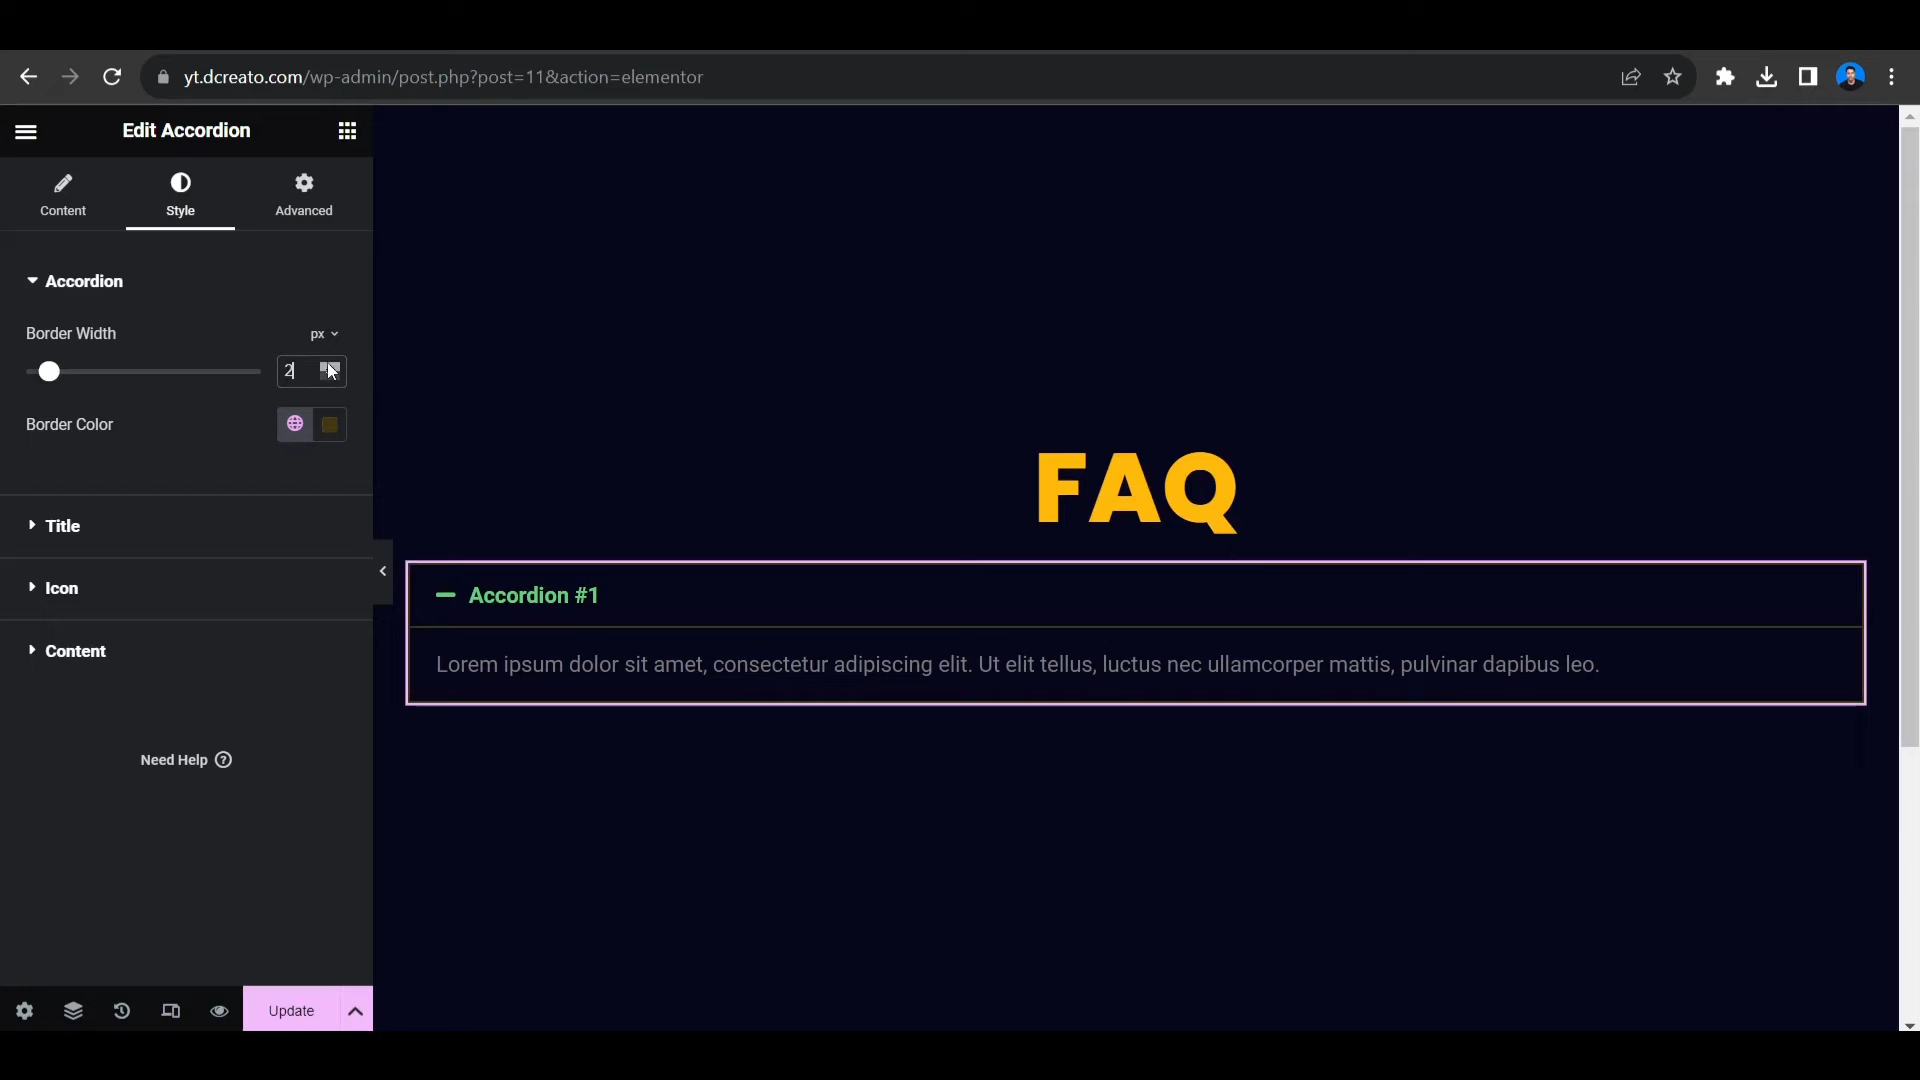 yt.dcreato.com/wp-admin/post.php?post=11&action=elementor
Edit Accordion
Content
Style
Advanced
Accordion
Border Width
px
2
Border Color
Title
Icon
Content
Need Help ?
Update
FAQ
Accordion #1
Lorem ipsum dolor sit amet, consectetur adipiscing elit. Ut elit tellus, luctus nec ullamcorper mattis, pulvinar dapibus leo.